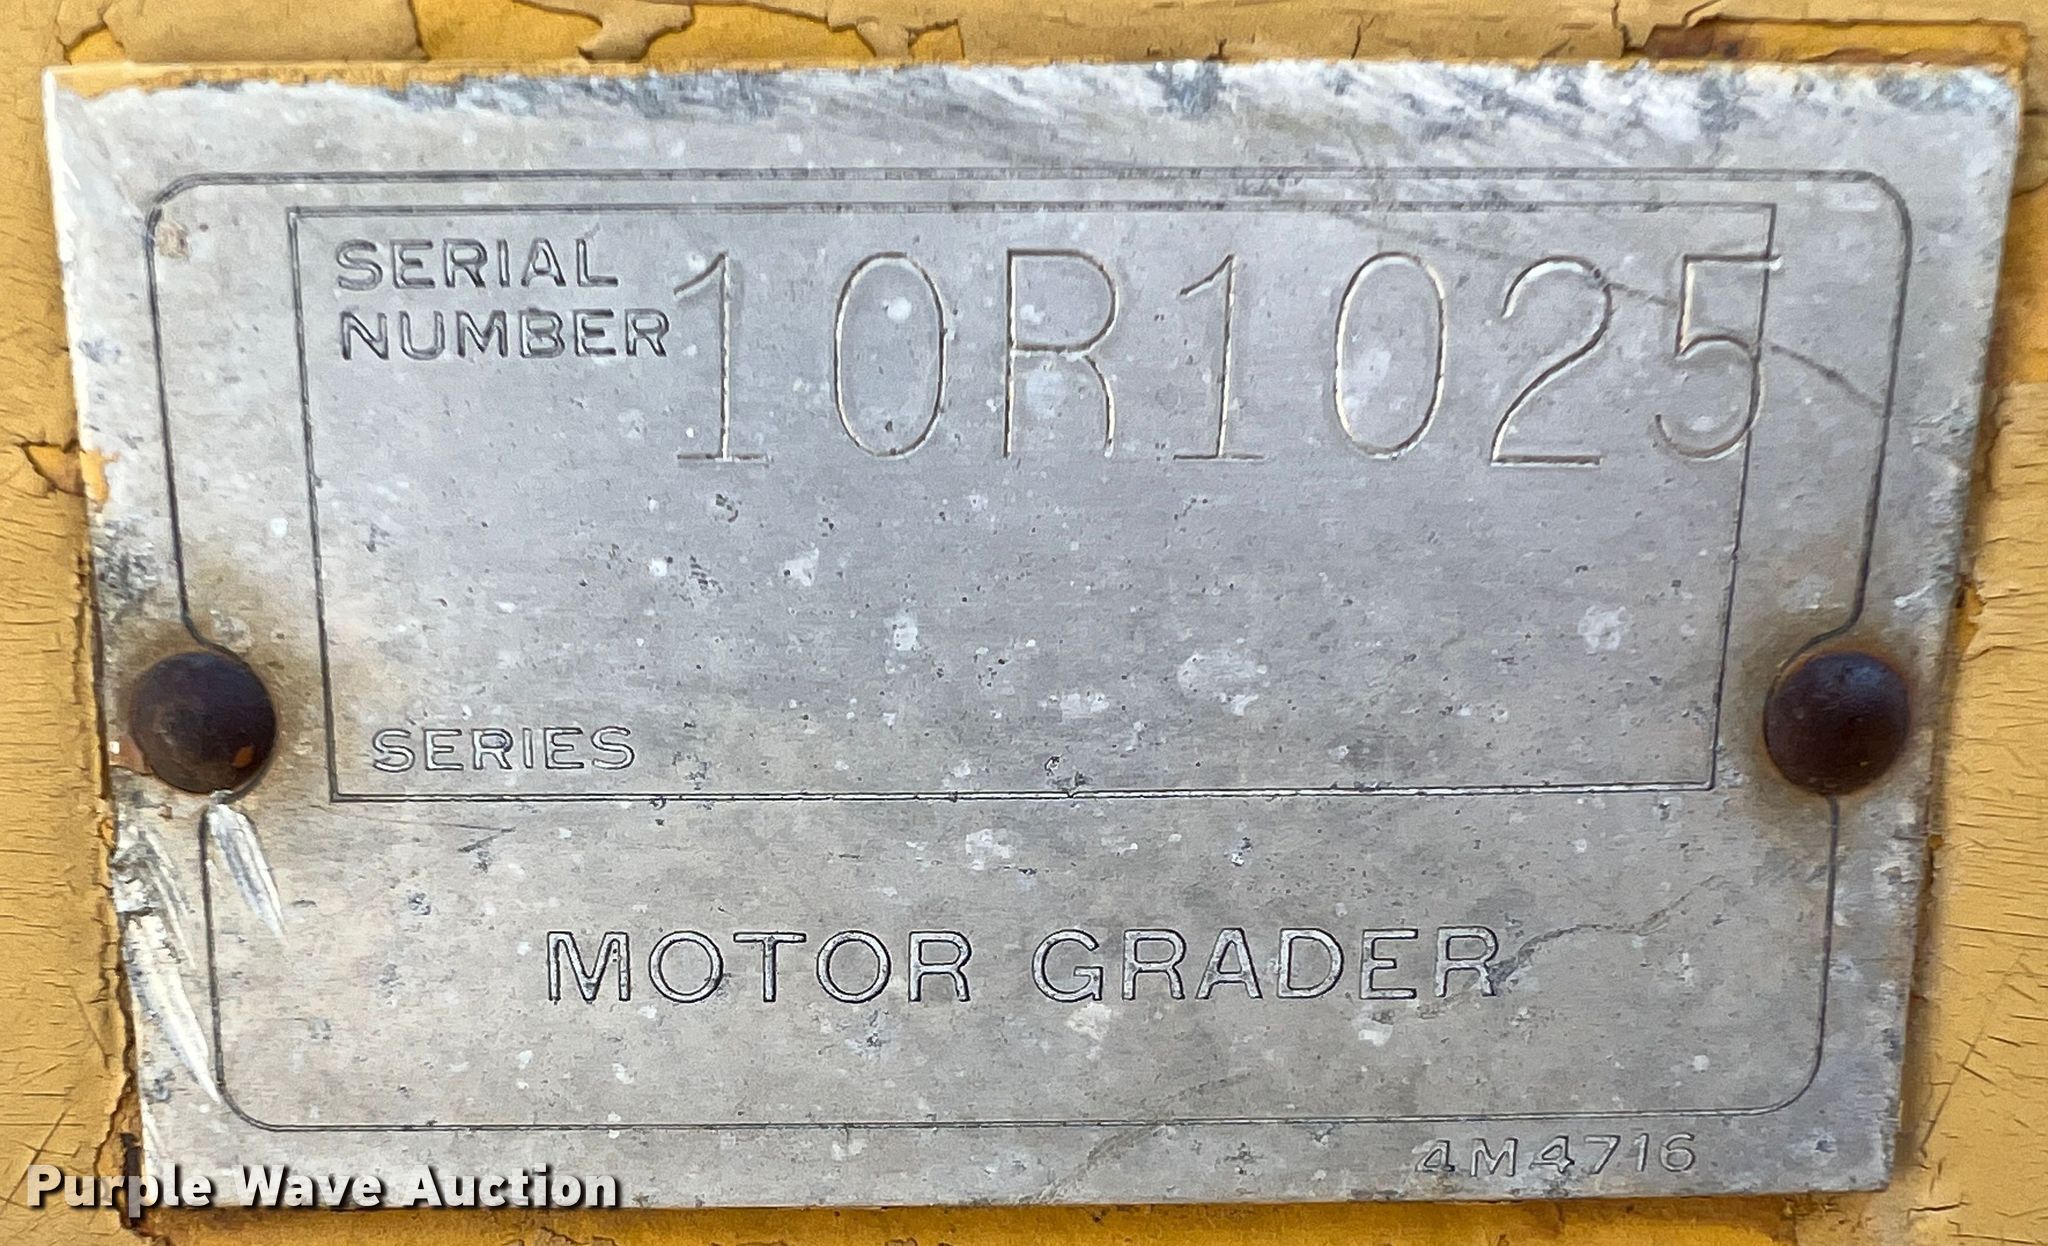 SERIAL
NUMBER 10R1025
SERIES
MOTOR GRADER
4M4716
Purple Wave Auction